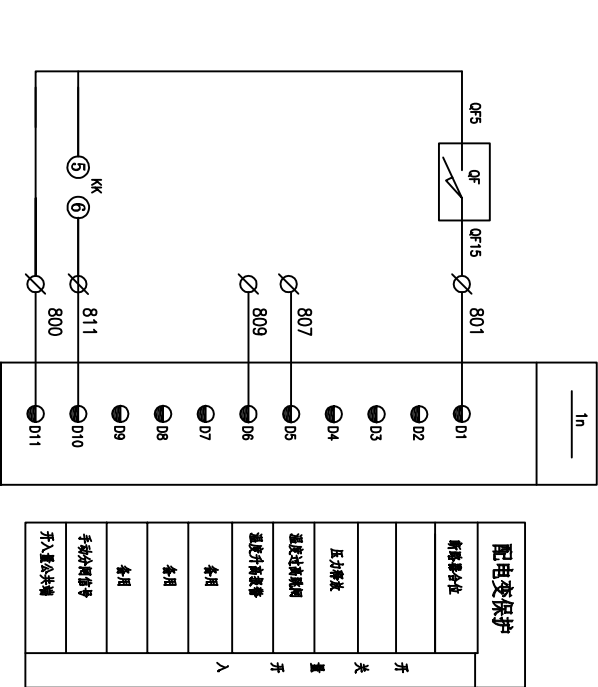 1n
配电变保护
QF5
QF
QF15
801
D1
断路器合位
D2
D3
D4
压力释放
807
D5
温度过高跳闸
809
D6
温度升高报警
D7
备用
D8
备用
D9
备用
KK
5
6
811
D10
手动分闸信号
800
D11
开入量公共端
开关量开入